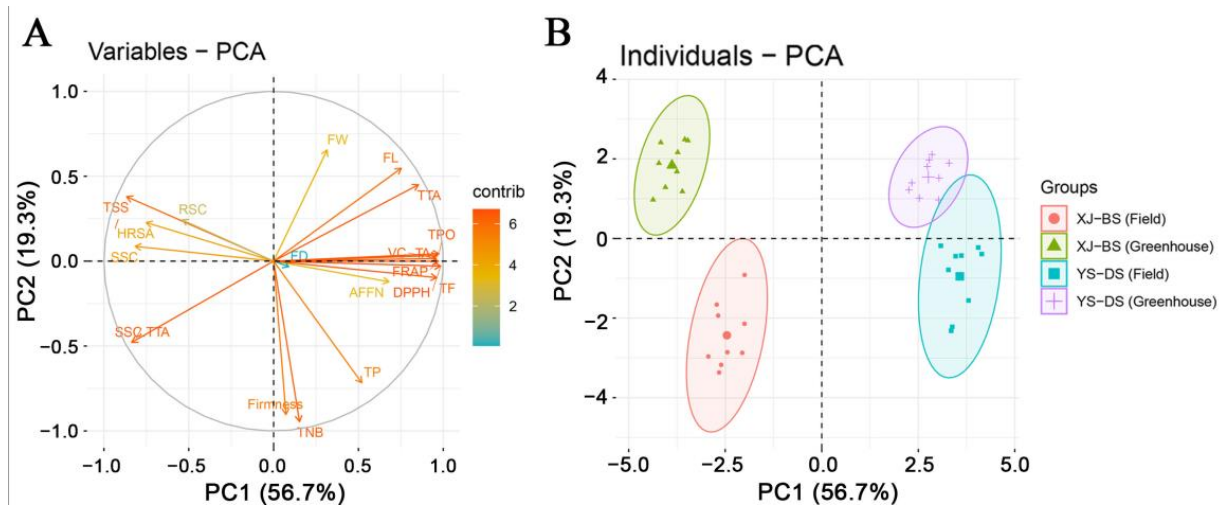 A
Variables − PCA
1.0
0.5
0.0
−0.5
−1.0
PC2 (19.3%)
FW
FL
TTA
TSS
/
RSC
HRSA
SSC
TPO
FD
VC
TA
FRAP
TF
AFFN
DPPH
SSC
TTA
TP
Firmness
TNB
−1.0 −0.5 0.0 0.5 1.0
PC1 (56.7%)
contrib
6
4
2
B
Individuals − PCA
4
2
0
−2
−4
PC2 (19.3%)
−5.0 −2.5 0.0 2.5 5.0
PC1 (56.7%)
Groups
XJ−BS (Field)
XJ−BS (Greenhouse)
YS−DS (Field)
YS−DS (Greenhouse)